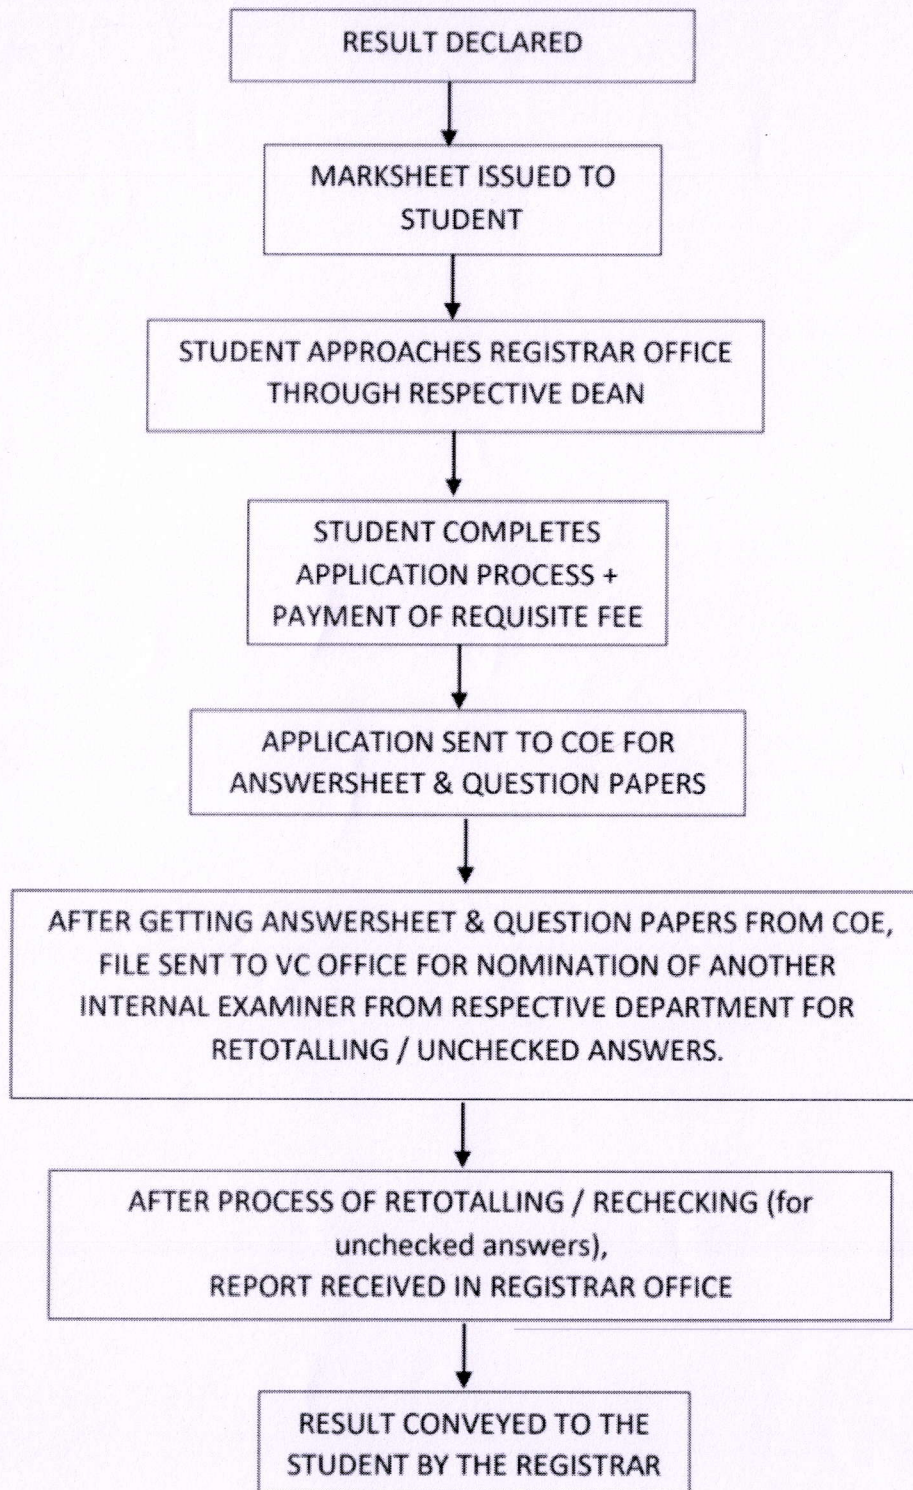 RESULT DECLARED
MARKSHEET ISSUED TO
STUDENT
STUDENT APPROACHES REGISTRAR OFFICE
THROUGH RESPECTIVE DEAN
STUDENT COMPLETES
APPLICATION PROCESS +
PAYMENT OF REQUISITE FEE
APPLICATION SENT TO COE FOR
ANSWERSHEET & QUESTION PAPERS
AFTER GETTING ANSWERSHEET & QUESTION PAPERS FROM COE,
FILE SENT TO VC OFFICE FOR NOMINATION OF ANOTHER
INTERNAL EXAMINER FROM RESPECTIVE DEPARTMENT FOR
RETOTALLING / UNCHECKED ANSWERS.
AFTER PROCESS OF RETOTALLING / RECHECKING (for
unchecked answers),
REPORT RECEIVED IN REGISTRAR OFFICE
RESULT CONVEYED TO THE
STUDENT BY THE REGISTRAR